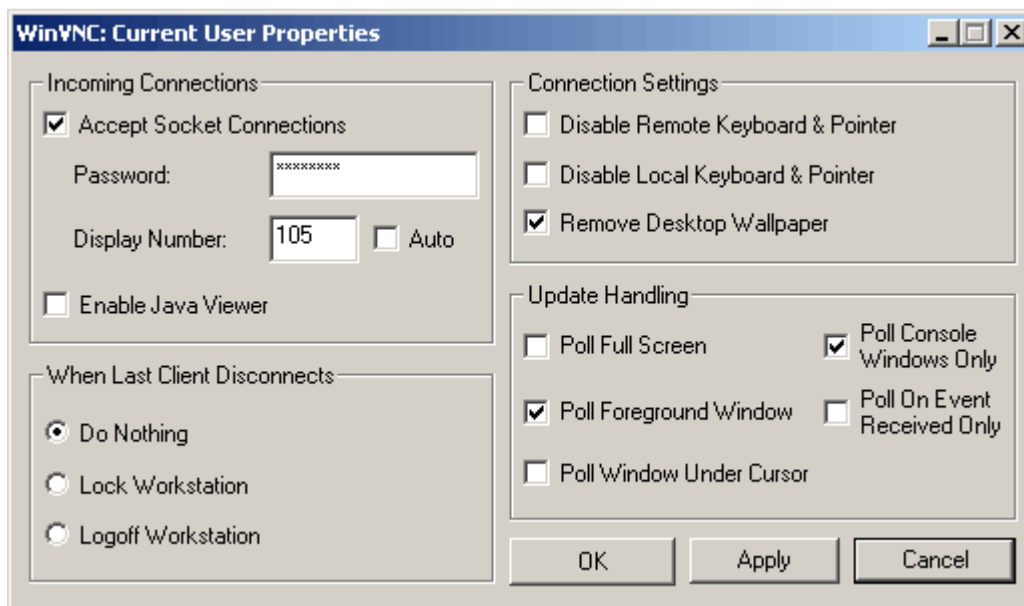 WinVNC: Current User Properties
Incoming Connections
Accept Socket Connections
Password:
xxxxxxxx
Display Number:
105
Auto
Enable Java Viewer
When Last Client Disconnects
Do Nothing
Lock Workstation
Logoff Workstation
Connection Settings
Disable Remote Keyboard & Pointer
Disable Local Keyboard & Pointer
Remove Desktop Wallpaper
Update Handling
Poll Full Screen
Poll Console
Windows Only
Poll Foreground Window
Poll On Event
Received Only
Poll Window Under Cursor
OK
Apply
Cancel